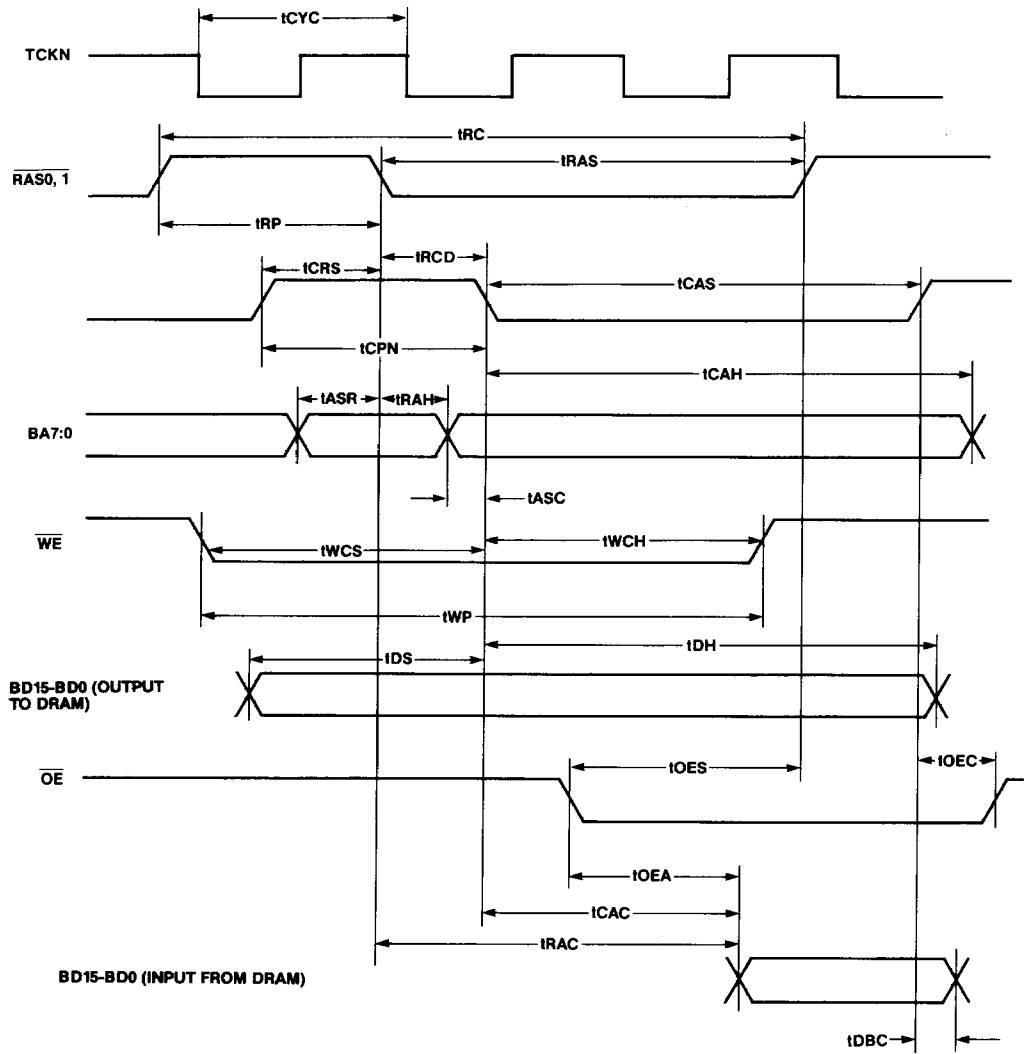 tCYC
TCKN
tRC
tRAS
RAS0, 1
tRP
tRCD
tCRS
tCAS
tCPN
tCAH
tASR
tRAH
BA7:0
tASC
WE
tWCS
tWCH
tWP
tDH
tDS
BD15-BD0 (OUTPUT
TO DRAM)
tOEC
tOES
OE
tOEA
tCAC
tRAC
BD15-BD0 (INPUT FROM DRAM)
tDBC